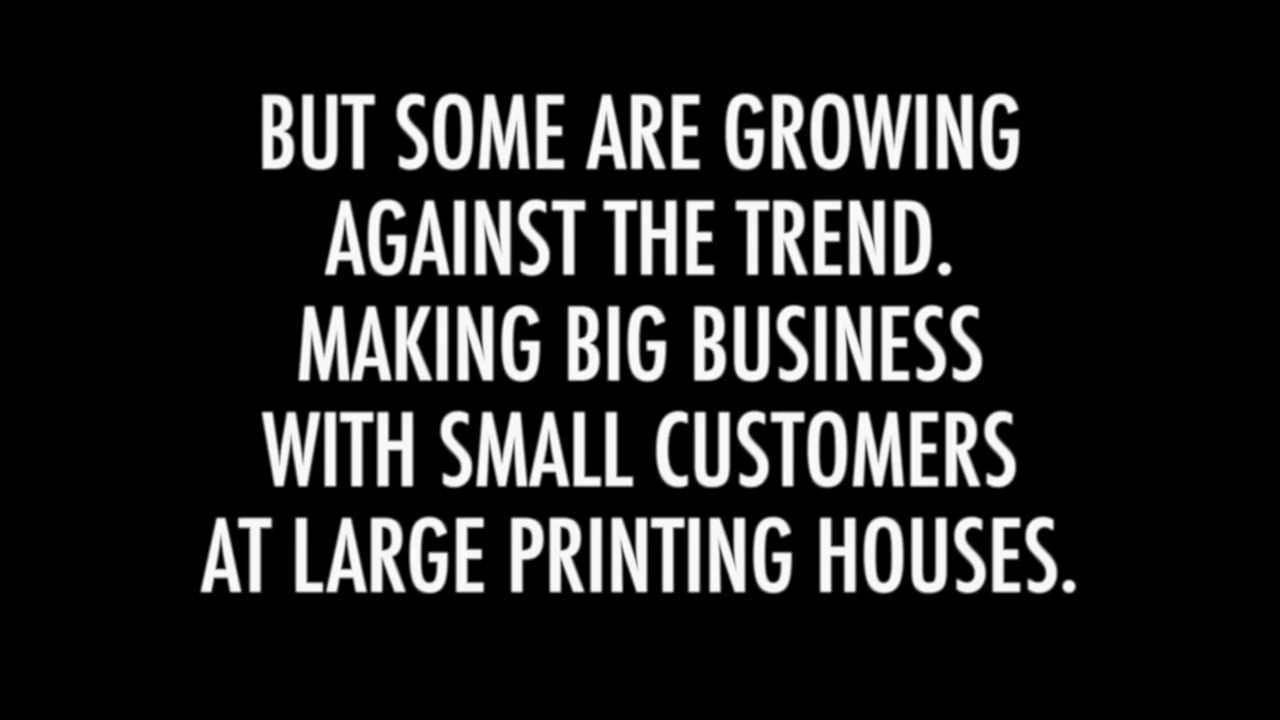 BUT SOME ARE GROWING
AGAINST THE TREND.
MAKING BIG BUSINESS
WITH SMALL CUSTOMERS
AT LARGE PRINTING HOUSES.